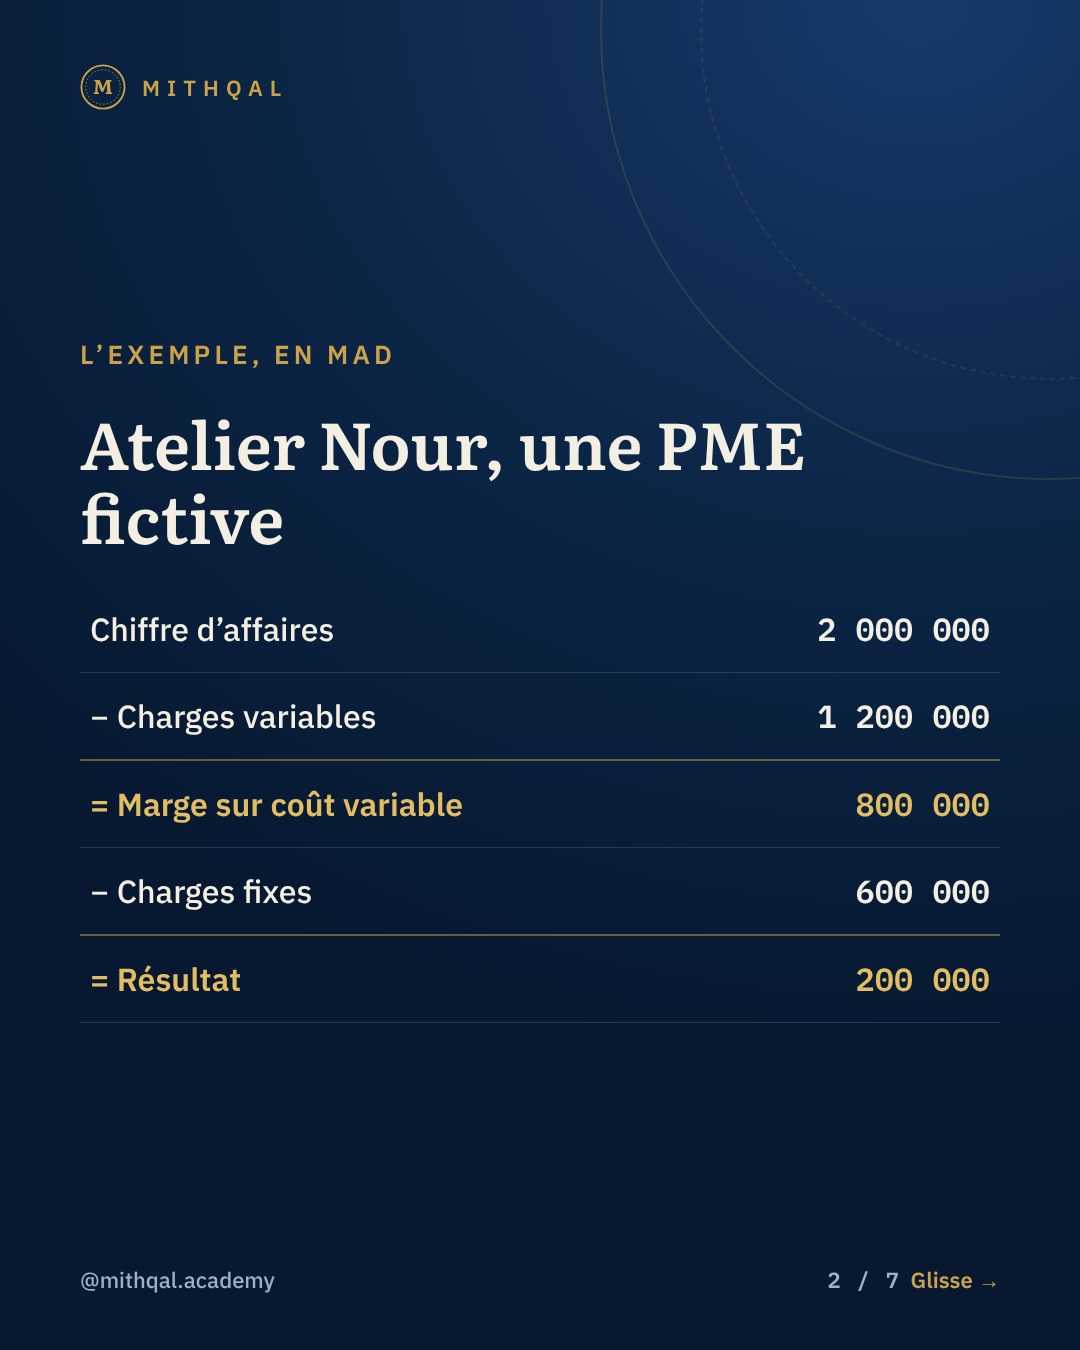 M MITHQAL
L’EXEMPLE, EN MAD
Atelier Nour, une PME
fictive
Chiffre d’affaires 2 000 000
– Charges variables 1 200 000
= Marge sur coût variable 800 000
– Charges fixes 600 000
= Résultat 200 000
@mithqal.academy 2 / 7 Glisse →